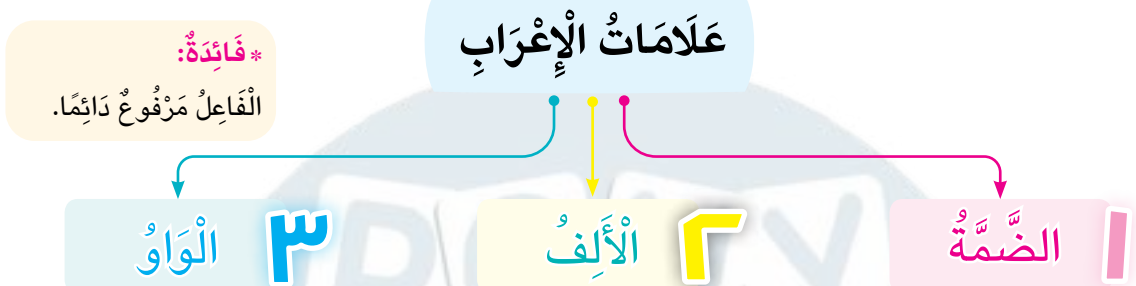 عَلَامَاتُ الْإِعْرَابِ
* فَائِدَةٌ:
الْفَاعِلُ مَرْفُوعٌ دَائِمًا.
١ الضَّمَّةُ
٢ الْأَلِفُ
٣ الْوَاوُ